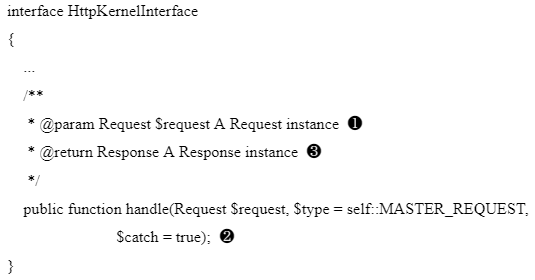 interface HttpKernelInterface
{
...
/**
* @param Request $request A Request instance ❶
* @return Response A Response instance ❸
*/
public function handle(Request $request, $type = self::MASTER_REQUEST,
$catch = true); ❷
}